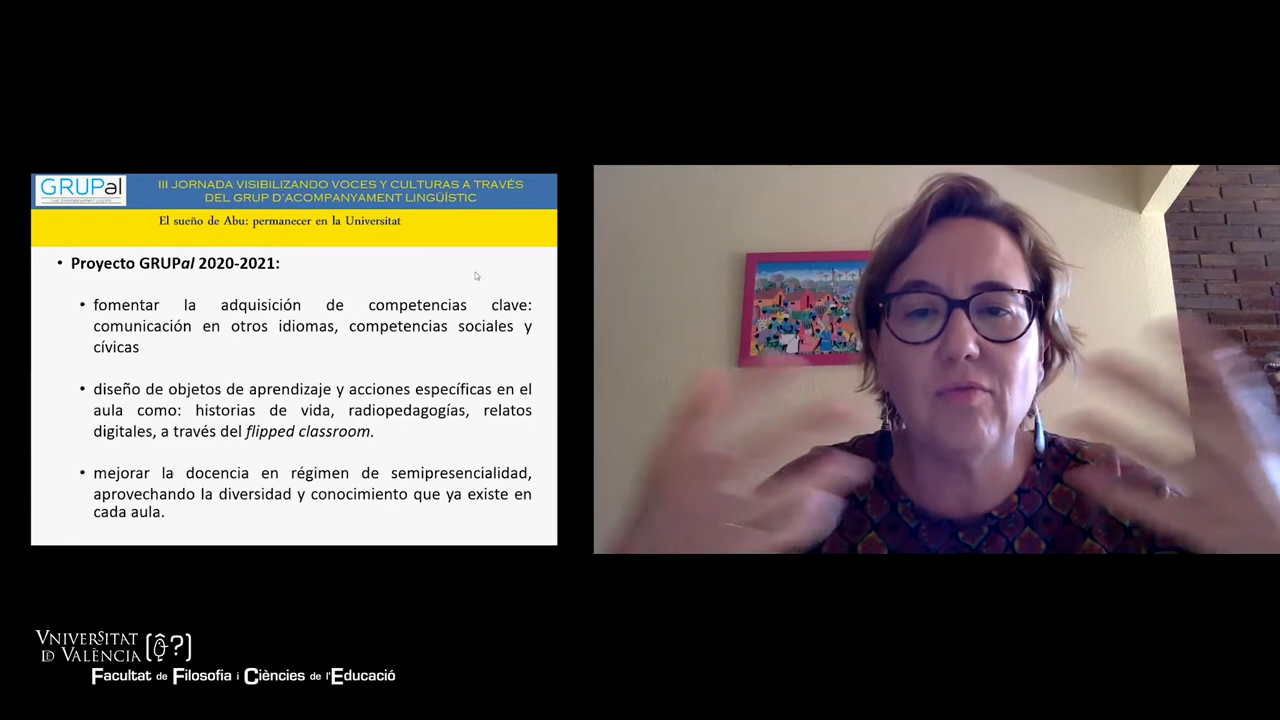 GRUPal
III JORNADA VISIBILIZANDO VOCES Y CULTURAS A TRAVÉS
DEL GRUP D'ACOMPANYAMENT LINGÜÍSTIC
El sueño de Abu: permanecer en la Universitat
• Proyecto GRUPal 2020-2021:
• fomentar la adquisición de competencias clave:
comunicación en otros idiomas, competencias sociales y
cívicas
• diseño de objetos de aprendizaje y acciones específicas en el
aula como: historias de vida, radiopedagogías, relatos
digitales, a través del flipped classroom.
• mejorar la docencia en régimen de semipresencialidad,
aprovechando la diversidad y conocimiento que ya existe en
cada aula.
VNIVERSITAT
DE VALÈNCIA
Facultat de Filosofia i Ciències de l'Educació